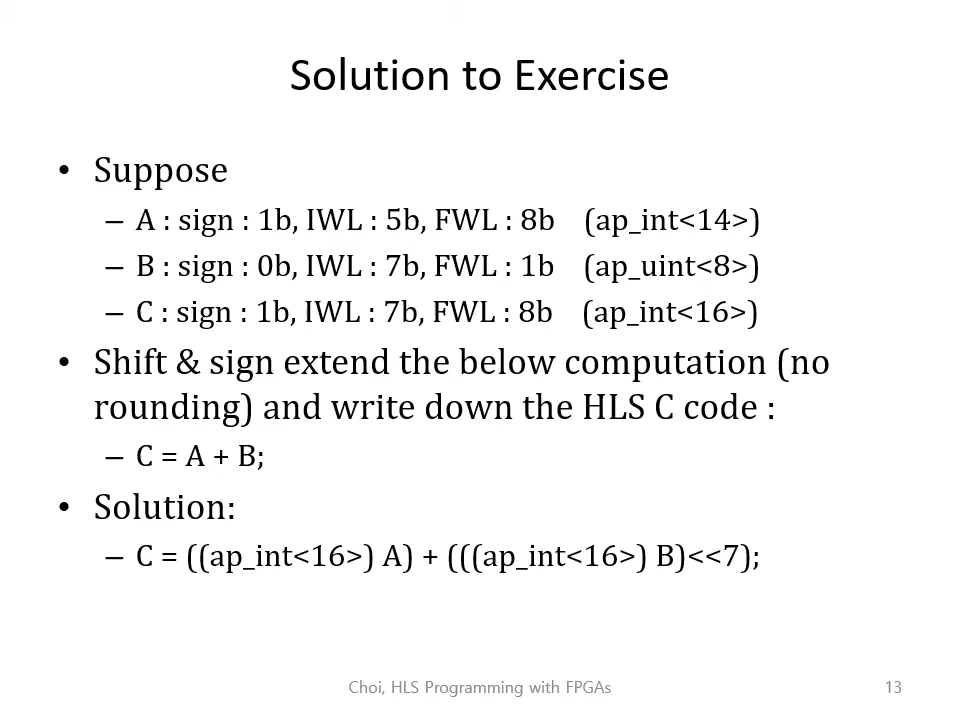 Solution to Exercise
• Suppose
– A : sign : 1b, IWL : 5b, FWL : 8b (ap_int<14>)
– B : sign : 0b, IWL : 7b, FWL : 1b (ap_uint<8>)
– C : sign : 1b, IWL : 7b, FWL : 8b (ap_int<16>)
• Shift & sign extend the below computation (no
rounding) and write down the HLS C code :
– C = A + B;
• Solution:
– C = ((ap_int<16>) A) + (((ap_int<16>) B)<<7);
Choi, HLS Programming with FPGAs
13